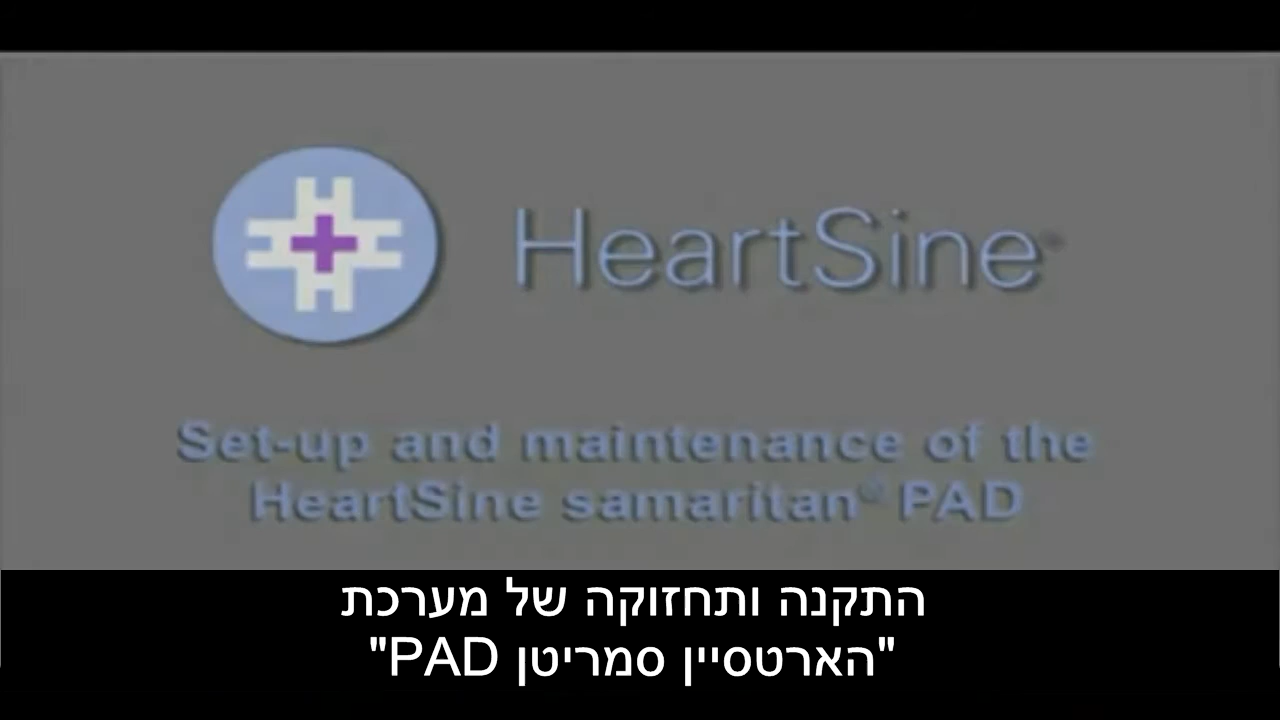 HeartSine
Set-up and maintenance of the
HeartSine samaritan® PAD
התקנה ותחזוקה של מערכת
"הארטסיין סמריטן PAD"